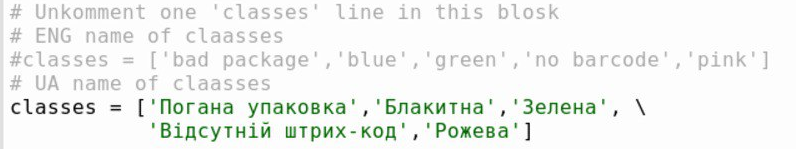 # Unkomment one 'classes' line in this blosk
# ENG name of claasses
#classes = ['bad package','blue','green','no barcode','pink']
# UA name of claasses
classes = ['Погана упаковка','Блакитна','Зелена', \
'Відсутній штрих-код','Рожева']